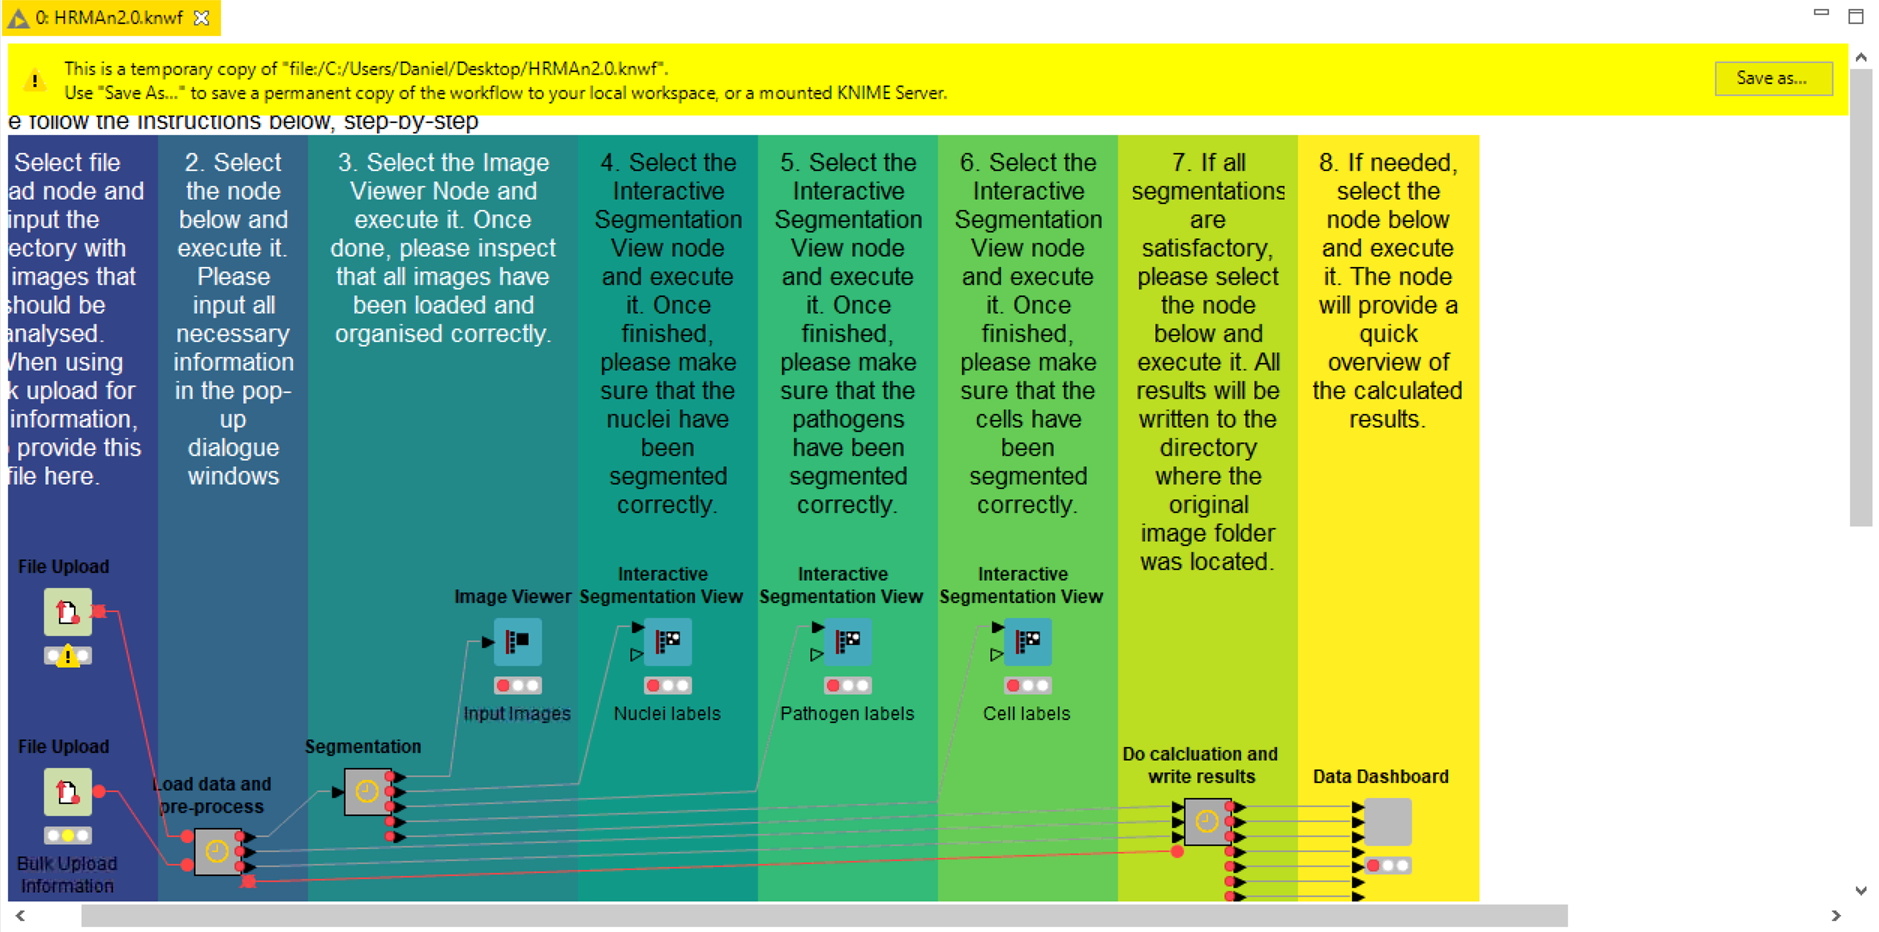 0: HRMAn2.0.knwf
This is a temporary copy of "file:/C:/Users/Daniel/Desktop/HRMAn2.0.knwf".
Use "Save As..." to save a permanent copy of the workflow to your local workspace, or a mounted KNIME Server.
Save as...
e follow the instructions below, step-by-step
Select file
ad node and
input the
ectory with
images that
should be
analysed.
When using
k upload for
information,
provide this
file here.
2. Select
the node
below and
execute it.
Please
input all
necessary
information
in the pop-
up
dialogue
windows
3. Select the Image
Viewer Node and
execute it. Once
done, please inspect
that all images have
been loaded and
organised correctly.
4. Select the
Interactive
Segmentation
View node
and execute
it. Once
finished,
please make
sure that the
nuclei have
been
segmented
correctly.
5. Select the
Interactive
Segmentation
View node
and execute
it. Once
finished,
please make
sure that the
pathogens
have been
segmented
correctly.
6. Select the
Interactive
Segmentation
View node
and execute
it. Once
finished,
please make
sure that the
cells have
been
segmented
correctly.
7. If all
segmentations
are
satisfactory,
please select
the node
below and
execute it. All
results will be
written to the
directory
where the
original
image folder
was located.
8. If needed,
select the
node below
and execute
it. The node
will provide a
quick
overview of
the calculated
results.
File Upload
File Upload
Bulk Upload
Information
Load data and
pre-process
Segmentation
Image Viewer
Input Images
Interactive
Segmentation View
Nuclei labels
Interactive
Segmentation View
Pathogen labels
Interactive
Segmentation View
Cell labels
Do calcluation and
write results
Data Dashboard